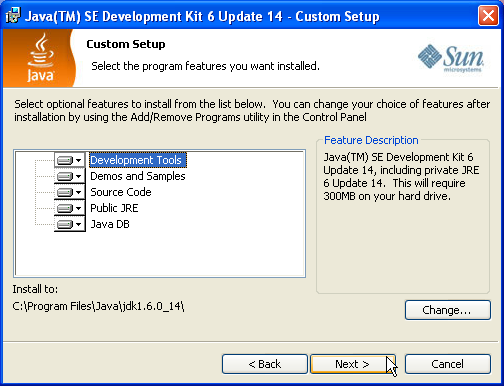 Java(TM) SE Development Kit 6 Update 14 - Custom Setup
Custom Setup
Select the program features you want installed.
Java
Sun
microsystems
Select optional features to install from the list below.  You can change your choice of features after
installation by using the Add/Remove Programs utility in the Control Panel
Development Tools
Demos and Samples
Source Code
Public JRE
Java DB
Feature Description
Java(TM) SE Development Kit 6
Update 14, including private JRE
6 Update 14.  This will require
300MB on your hard drive.
Install to:
C:\Program Files\Java\jdk1.6.0_14\
Change...
< Back
Next >
Cancel